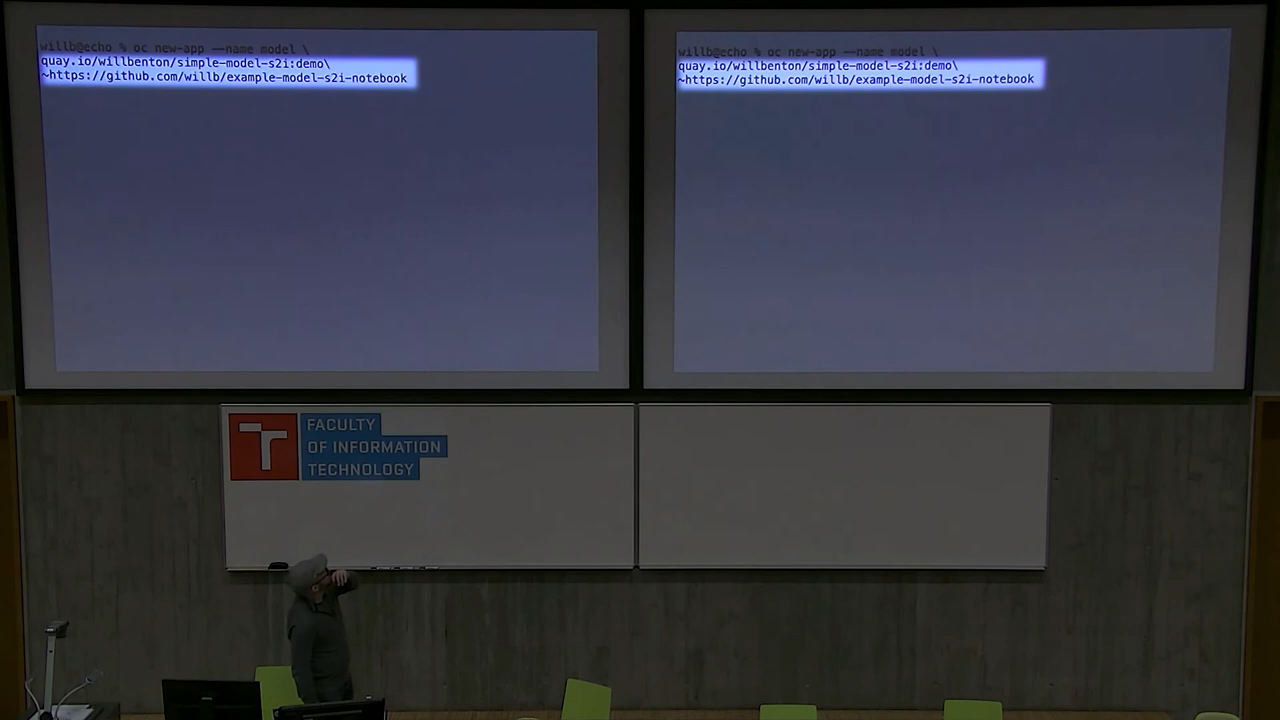 willb@echo % oc new-app --name model \
quay.io/willbenton/simple-model-s2i:demo\
~https://github.com/willb/example-model-s2i-notebook
willb@echo % oc new-app --name model \
quay.io/willbenton/simple-model-s2i:demo\
~https://github.com/willb/example-model-s2i-notebook
FACULTY
OF INFORMATION
TECHNOLOGY